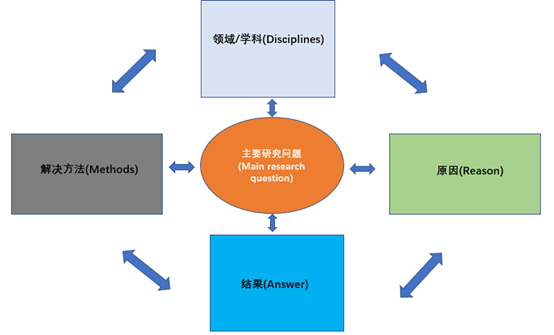 领域/学科(Disciplines)
解决方法(Methods)
主要研究问题
(Main research
question)
原因(Reason)
结果(Answer)